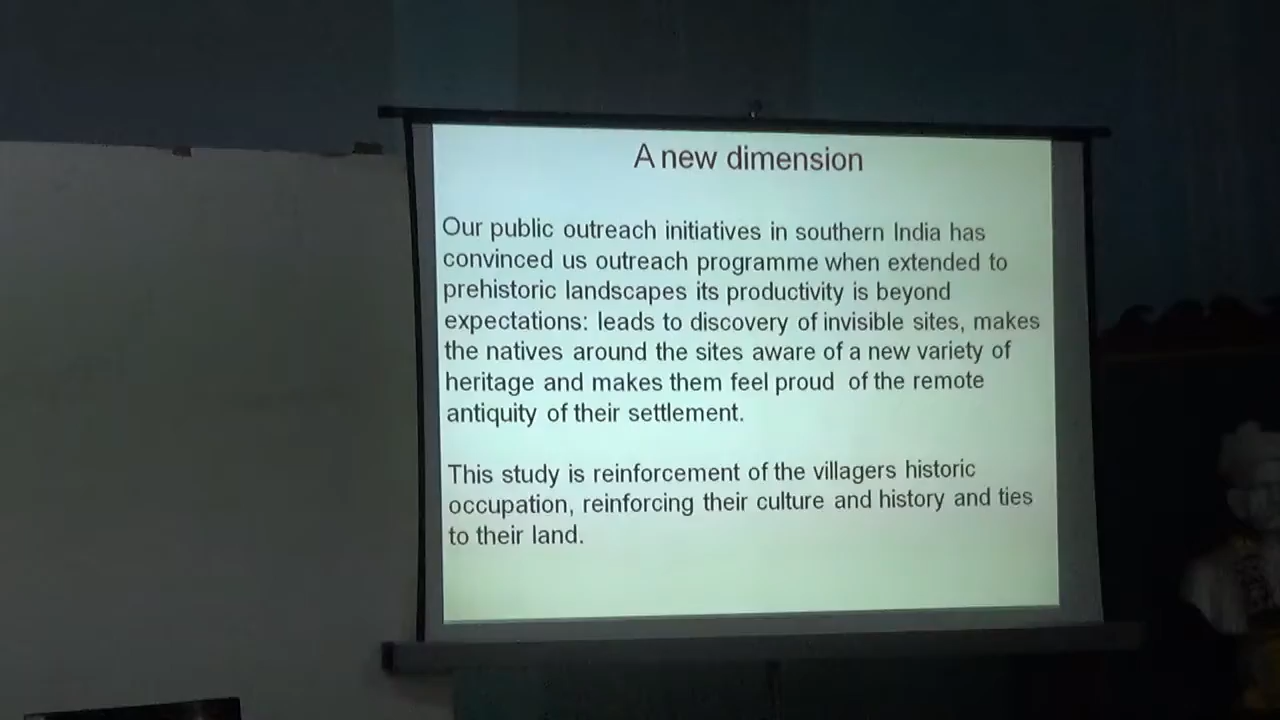 A new dimension
Our public outreach initiatives in southern India has
convinced us outreach programme when extended to
prehistoric landscapes its productivity is beyond
expectations: leads to discovery of invisible sites, makes
the natives around the sites aware of a new variety of
heritage and makes them feel proud of the remote
antiquity of their settlement.
This study is reinforcement of the villagers historic
occupation, reinforcing their culture and history and ties
to their land.